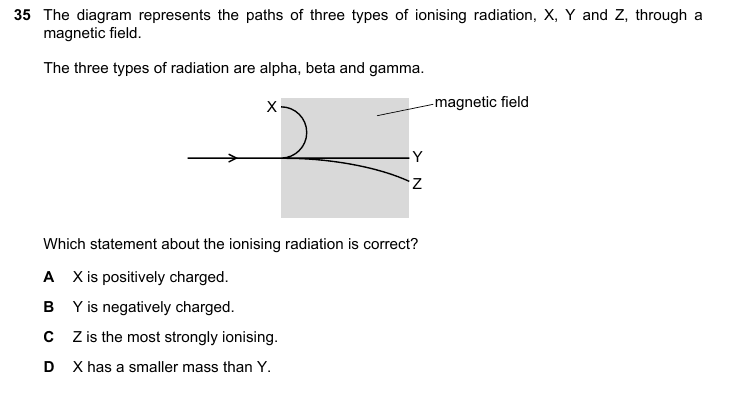 35 The diagram represents the paths of three types of ionising radiation, X, Y and Z, through a
magnetic field.
The three types of radiation are alpha, beta and gamma.
X
magnetic field
Y
Z
Which statement about the ionising radiation is correct?
A X is positively charged.
B Y is negatively charged.
C Z is the most strongly ionising.
D X has a smaller mass than Y.